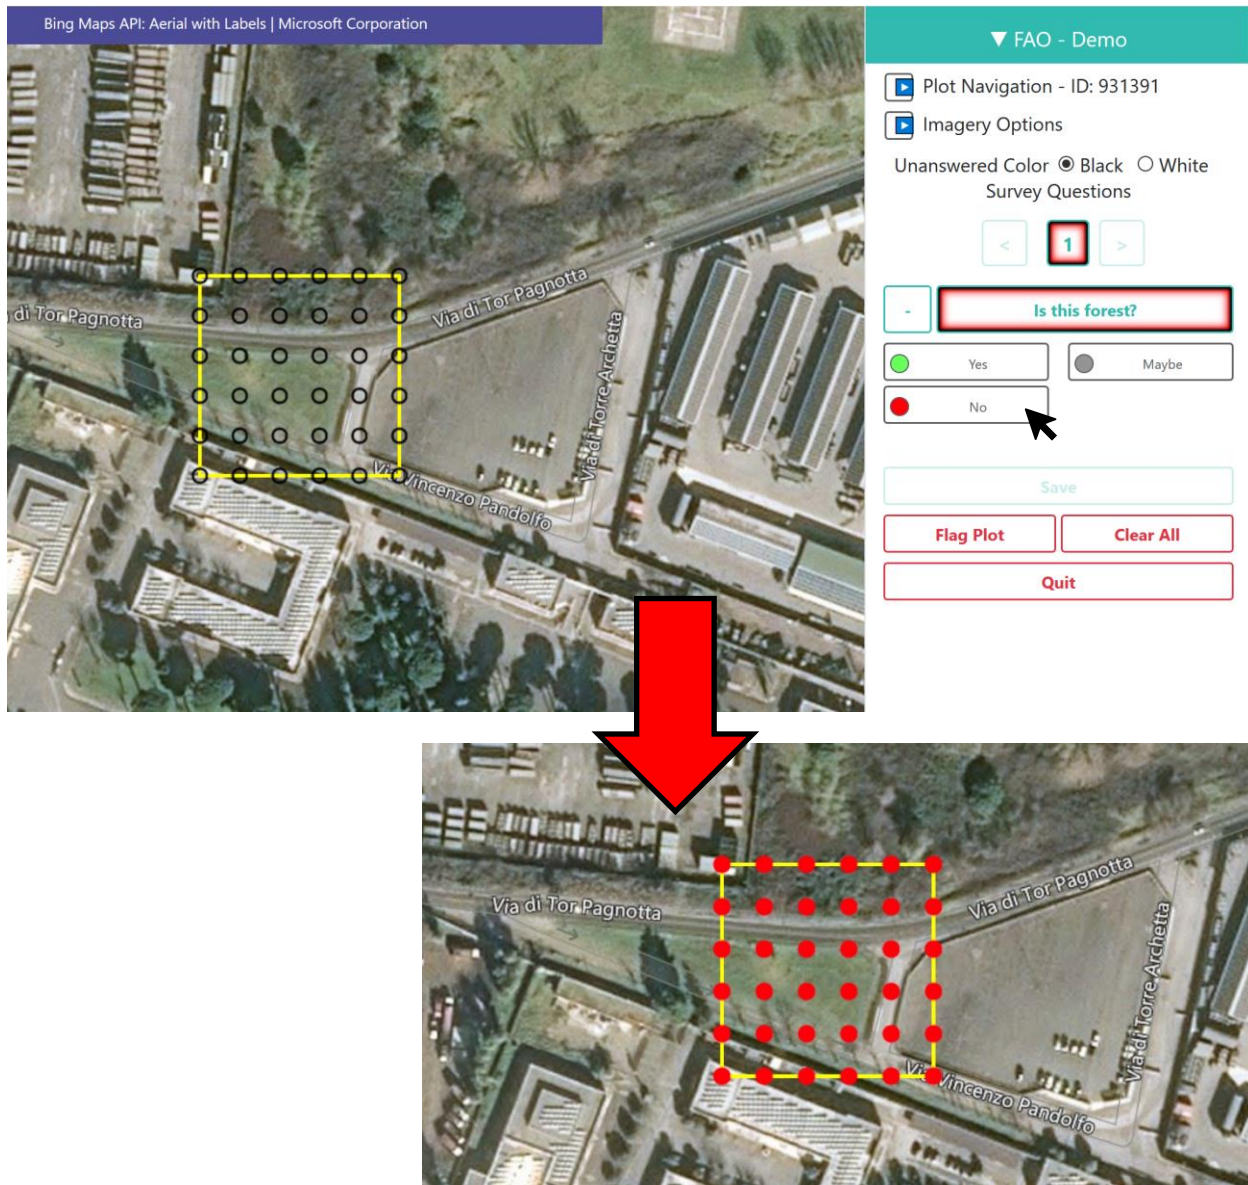 Bing Maps API: Aerial with Labels | Microsoft Corporation
▼ FAO - Demo
Plot Navigation - ID: 931391
Imagery Options
Unanswered Color Black White
Survey Questions
< 1 >
- Is this forest?
Yes Maybe
No
Save
Flag Plot Clear All
Quit
di Tor Pagnotta
Via di Tor Pagnotta
Via di Torre Archetta
Via Vincenzo Pandolfo
Via di Tor Pagnotta
Via di Tor Pagnotta
Via di Torre Archetta
Via Vincenzo Pandolfo